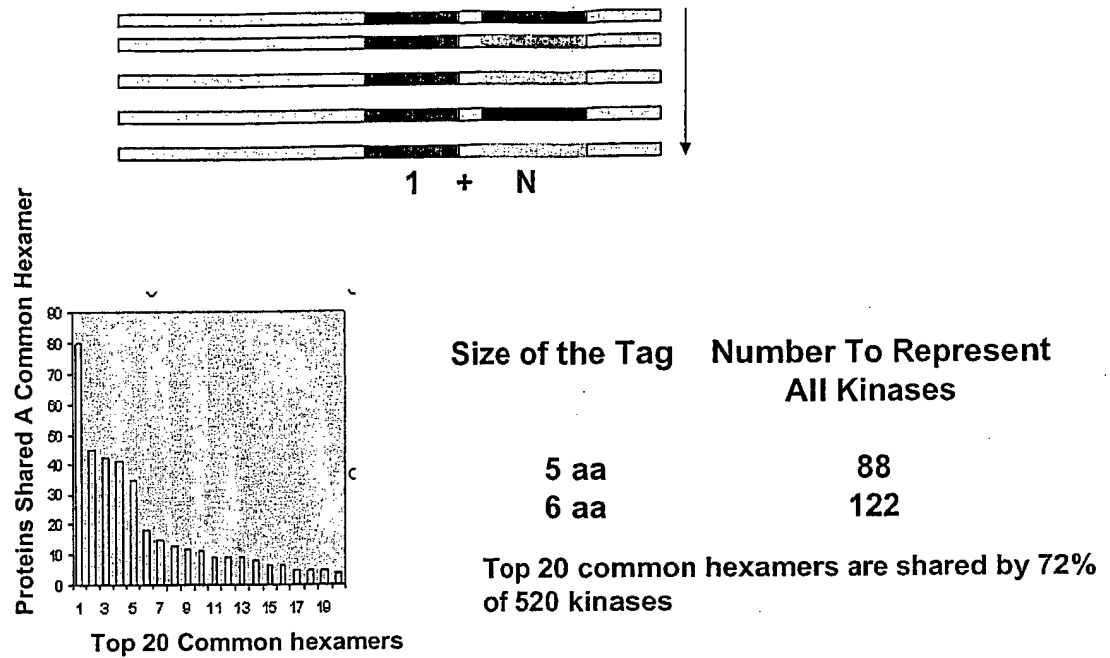 1 + N
Proteins Shared A Common Hexamer
90
80
70
60
50
40
30
20
10
0
1 3 5 7 9 11 13 15 17 19
Top 20 Common hexamers
Size of the Tag Number To Represent
All Kinases
5 aa 88
6 aa 122
Top 20 common hexamers are shared by 72%
of 520 kinases